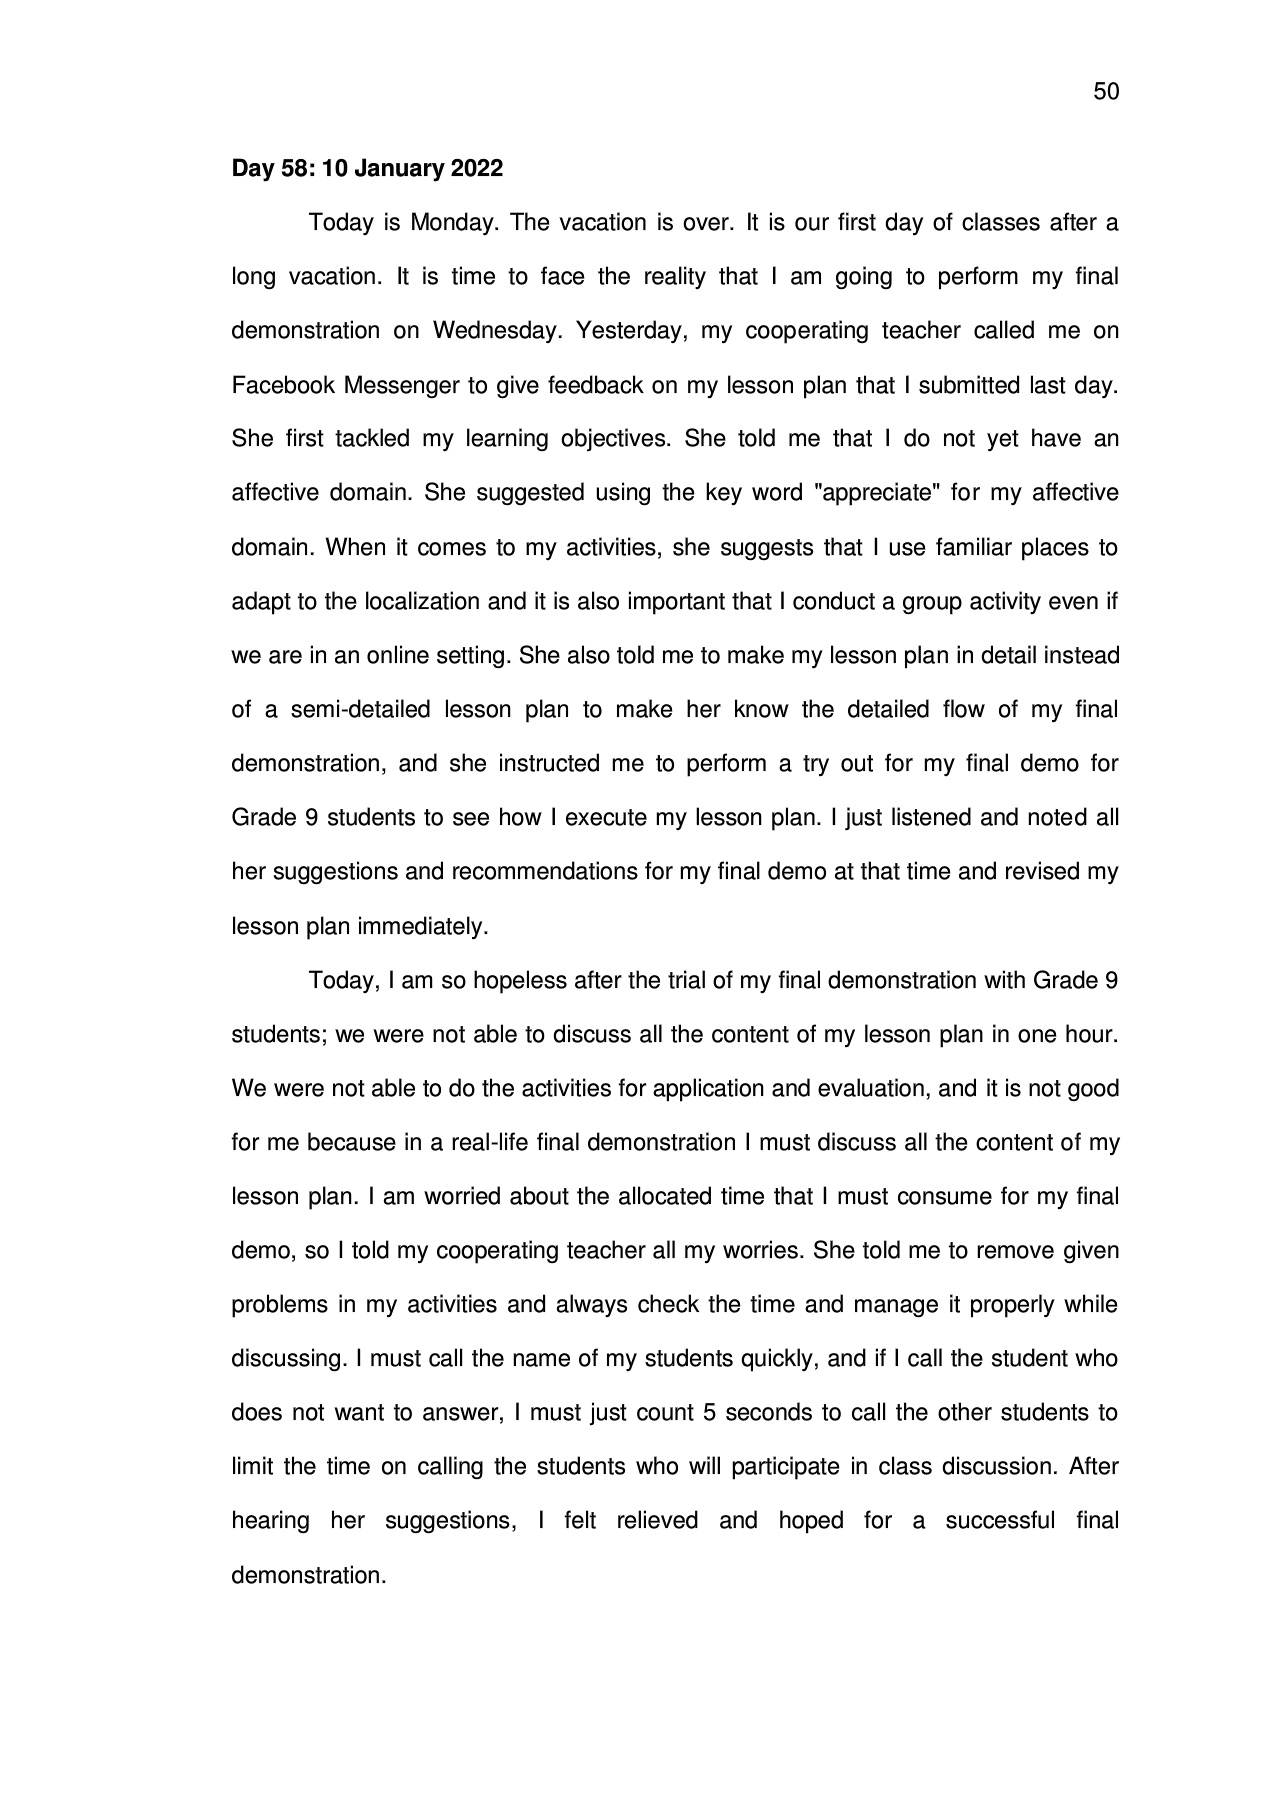 50
Day 58: 10 January 2022
Today is Monday. The vacation is over. It is our first day of classes after a
long vacation. It is time to face the reality that I am going to perform my final
demonstration on Wednesday. Yesterday, my cooperating teacher called me on
Facebook Messenger to give feedback on my lesson plan that I submitted last day.
She first tackled my learning objectives. She told me that I do not yet have an
affective domain. She suggested using the key word "appreciate" for my affective
domain. When it comes to my activities, she suggests that I use familiar places to
adapt to the localization and it is also important that I conduct a group activity even if
we are in an online setting. She also told me to make my lesson plan in detail instead
of a semi-detailed lesson plan to make her know the detailed flow of my final
demonstration, and she instructed me to perform a try out for my final demo for
Grade 9 students to see how I execute my lesson plan. I just listened and noted all
her suggestions and recommendations for my final demo at that time and revised my
lesson plan immediately.
Today, I am so hopeless after the trial of my final demonstration with Grade 9
students; we were not able to discuss all the content of my lesson plan in one hour.
We were not able to do the activities for application and evaluation, and it is not good
for me because in a real-life final demonstration I must discuss all the content of my
lesson plan. I am worried about the allocated time that I must consume for my final
demo, so I told my cooperating teacher all my worries. She told me to remove given
problems in my activities and always check the time and manage it properly while
discussing. I must call the name of my students quickly, and if I call the student who
does not want to answer, I must just count 5 seconds to call the other students to
limit the time on calling the students who will participate in class discussion. After
hearing her suggestions, I felt relieved and hoped for a successful final
demonstration.